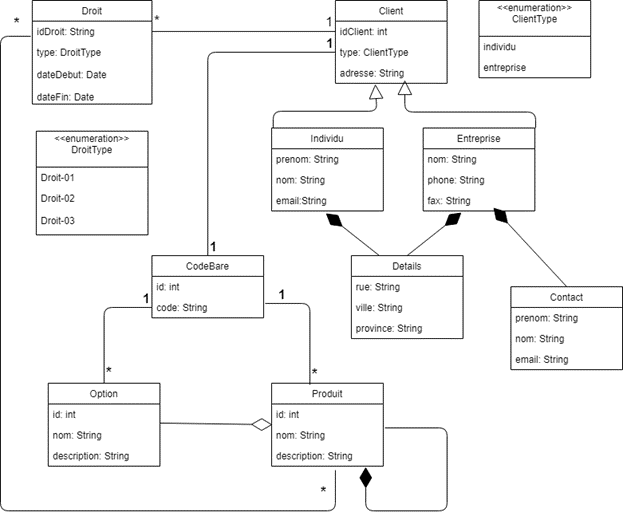 Droit
idDroit: String
type: DroitType
dateDebut: Date
dateFin: Date
*
*
1
1
Client
idClient: int
type: ClientType
adresse: String
<<enumeration>>
ClientType
individu
entreprise
<<enumeration>>
DroitType
Droit-01
Droit-02
Droit-03
Individu
prenom: String
nom: String
email:String
Entreprise
nom: String
phone: String
fax: String
1
CodeBare
id: int
code: String
1
1
Details
rue: String
ville: String
province: String
Contact
prenom: String
nom: String
email: String
*
*
Option
id: int
nom: String
description: String
Produit
id: int
nom: String
description: String
*